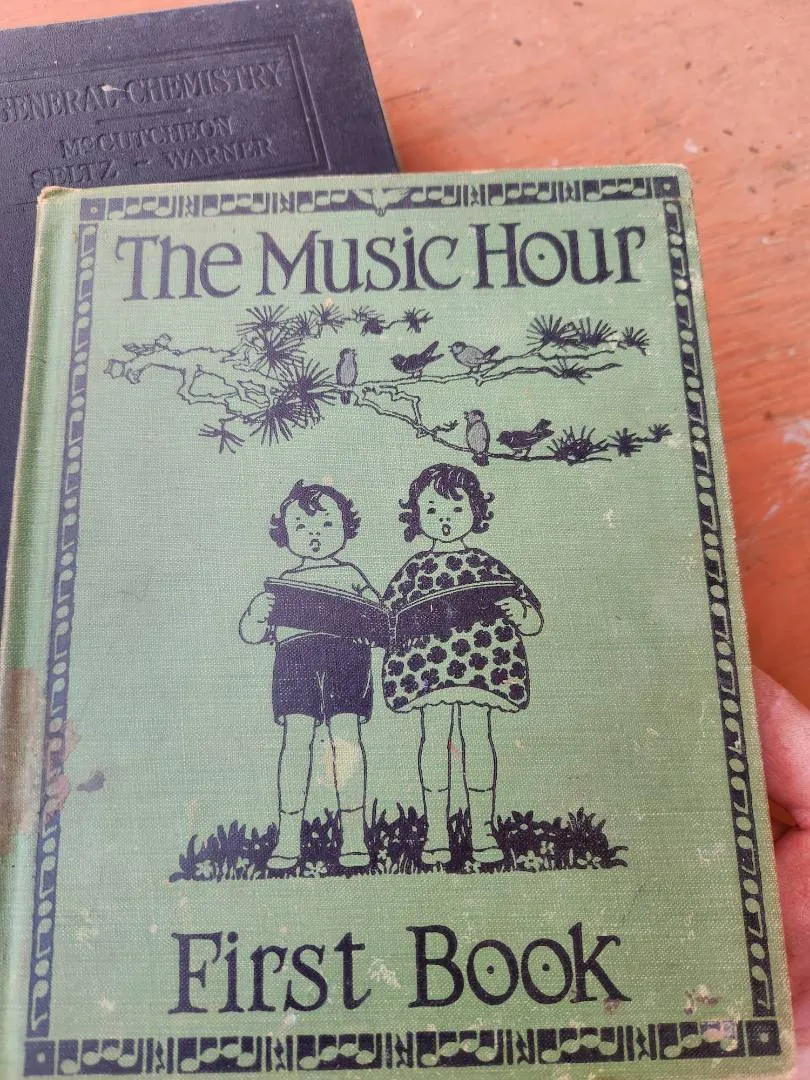 GENERAL CHEMISTRY
McCUTCHEON
SELTZ - WARNER
The Music Hour
First Book